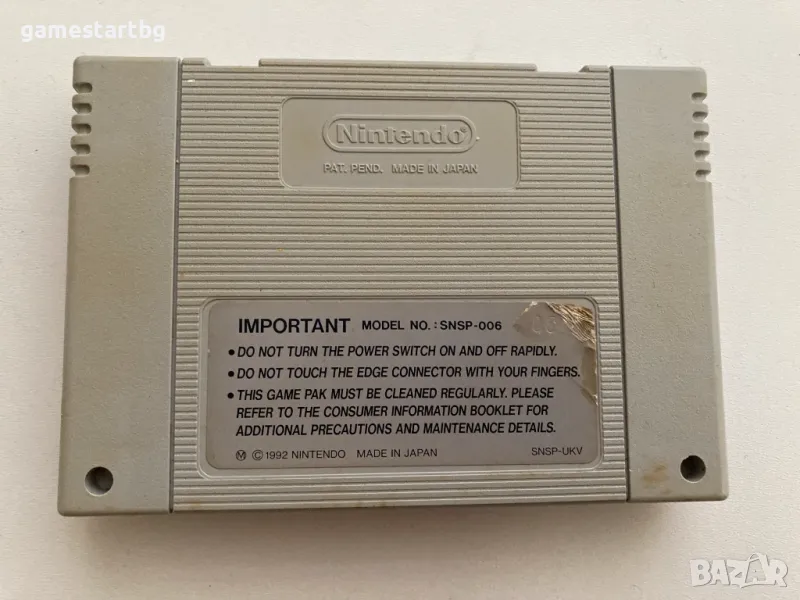 gamestartbg
Nintendo®
PAT. PEND. MADE IN JAPAN
IMPORTANT MODEL NO.: SNSP-006
• DO NOT TURN THE POWER SWITCH ON AND OFF RAPIDLY.
• DO NOT TOUCH THE EDGE CONNECTOR WITH YOUR FINGERS.
• THIS GAME PAK MUST BE CLEANED REGULARLY. PLEASE
REFER TO THE CONSUMER INFORMATION BOOKLET FOR
ADDITIONAL PRECAUTIONS AND MAINTENANCE DETAILS.
Ⓜ © 1992 NINTENDO MADE IN JAPAN SNSP-UKV
BAZAR